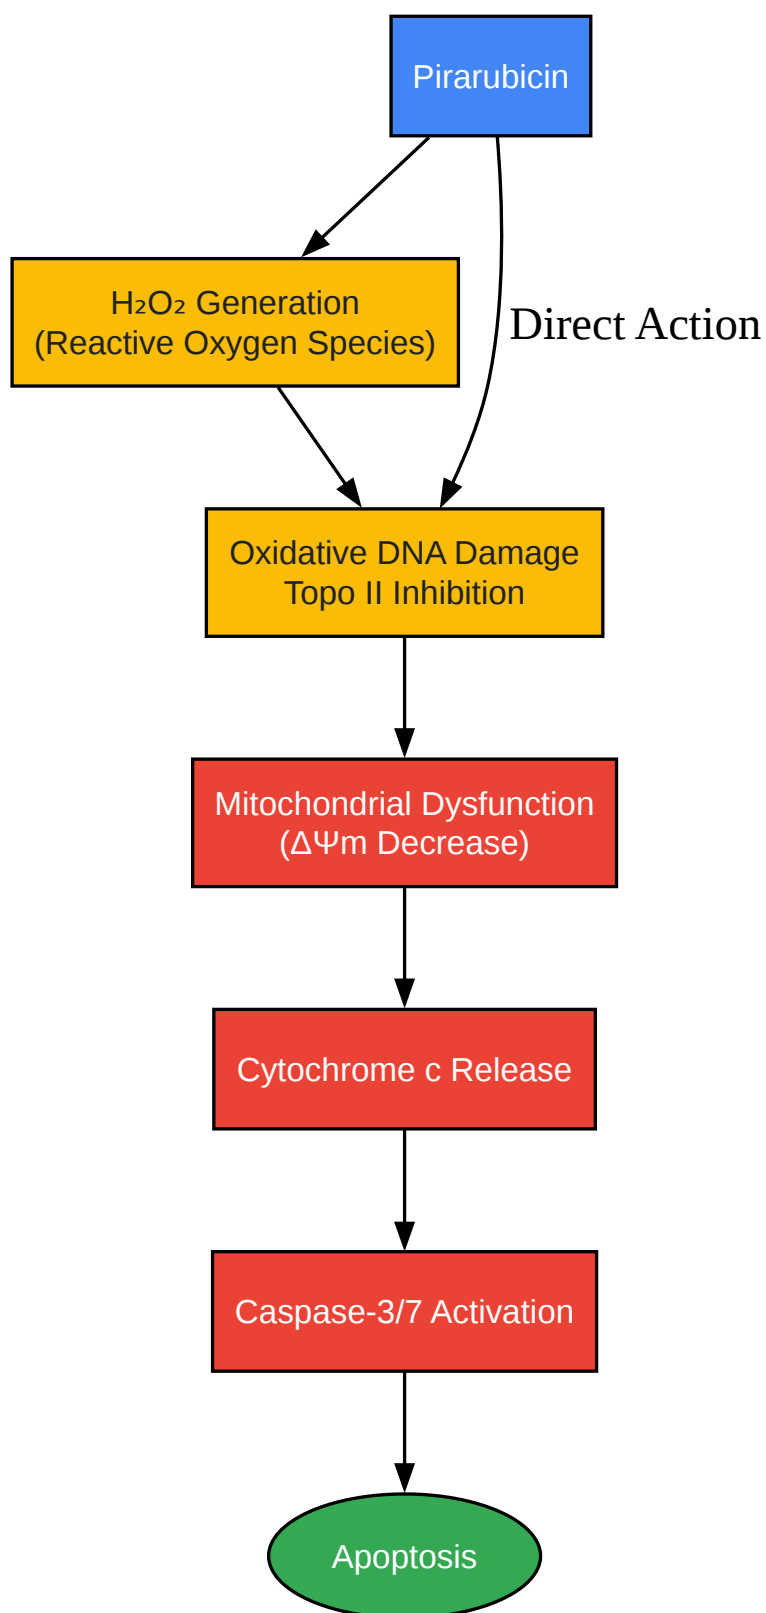 Pirarubicin
H₂O₂ Generation
(Reactive Oxygen Species)
Direct Action
Oxidative DNA Damage
Topo II Inhibition
Mitochondrial Dysfunction
(ΔΨm Decrease)
Cytochrome c Release
Caspase-3/7 Activation
Apoptosis